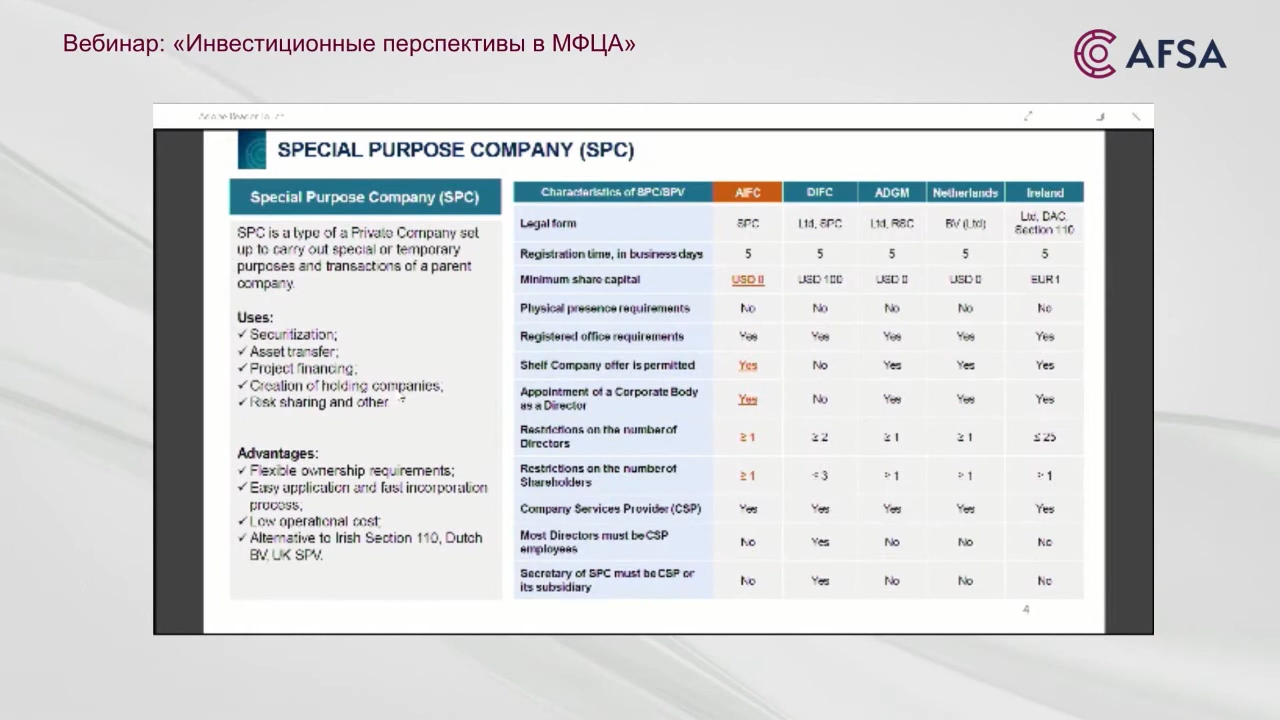 Вебинар: «Инвестиционные перспективы в МФЦА»
AFSA
SPECIAL PURPOSE COMPANY (SPC)
Special Purpose Company (SPC)
SPC is a type of a Private Company set
up to carry out special or temporary
purposes and transactions of a parent
company.
Uses:
✓ Securitization;
✓ Asset transfer;
✓ Project financing;
✓ Creation of holding companies;
✓ Risk sharing and other
Advantages:
✓ Flexible ownership requirements;
✓ Easy application and fast incorporation
process;
✓ Low operational cost;
✓ Alternative to Irish Section 110, Dutch
BV, UK SPV.
Characteristics of SPC/SPV AIFC DIFC ADGM Netherlands Ireland
Legal form SPC Ltd, SPC Ltd, RSC BV (Ltd) Ltd, DAC, Section 110
Registration time, in business days 5 5 5 5 5
Minimum share capital USD 0 USD 100 USD 0 USD 0 EUR 1
Physical presence requirements No No No No No
Registered office requirements Yes Yes Yes Yes Yes
Shelf Company offer is permitted Yes No Yes Yes Yes
Appointment of a Corporate Body
as a Director Yes No Yes Yes Yes
Restrictions on the number of
Directors ≥ 1 ≥ 2 ≥ 1 ≥ 1 ≤ 25
Restrictions on the number of
Shareholders ≥ 1 3 1 1 1
Company Services Provider (CSP) Yes Yes Yes Yes Yes
Most Directors must be CSP
employees No Yes No No No
Secretary of SPC must be CSP or
its subsidiary No Yes No No No
4